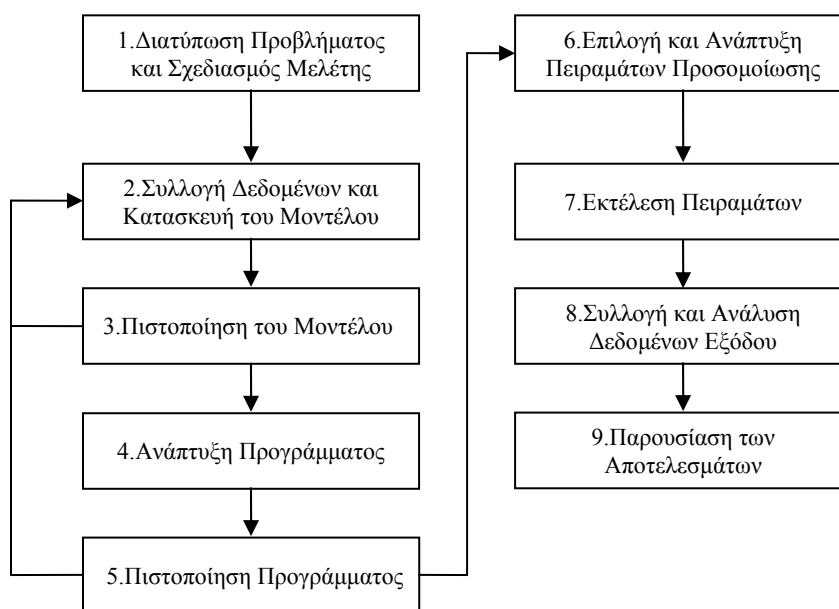 1.Διατύπωση Προβλήματος
και Σχεδιασμός Μελέτης
2.Συλλογή Δεδομένων και
Κατασκευή του Μοντέλου
3.Πιστοποίηση του Μοντέλου
4.Ανάπτυξη Προγράμματος
5.Πιστοποίηση Προγράμματος
6.Επιλογή και Ανάπτυξη
Πειραμάτων Προσομοίωσης
7.Εκτέλεση Πειραμάτων
8.Συλλογή και Ανάλυση
Δεδομένων Εξόδου
9.Παρουσίαση των
Αποτελεσμάτων